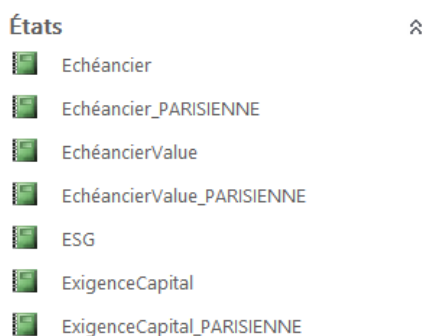 États
Echéancier
Echéancier_PARISIENNE
EchéancierValue
EchéancierValue_PARISIENNE
ESG
ExigenceCapital
ExigenceCapital_PARISIENNE